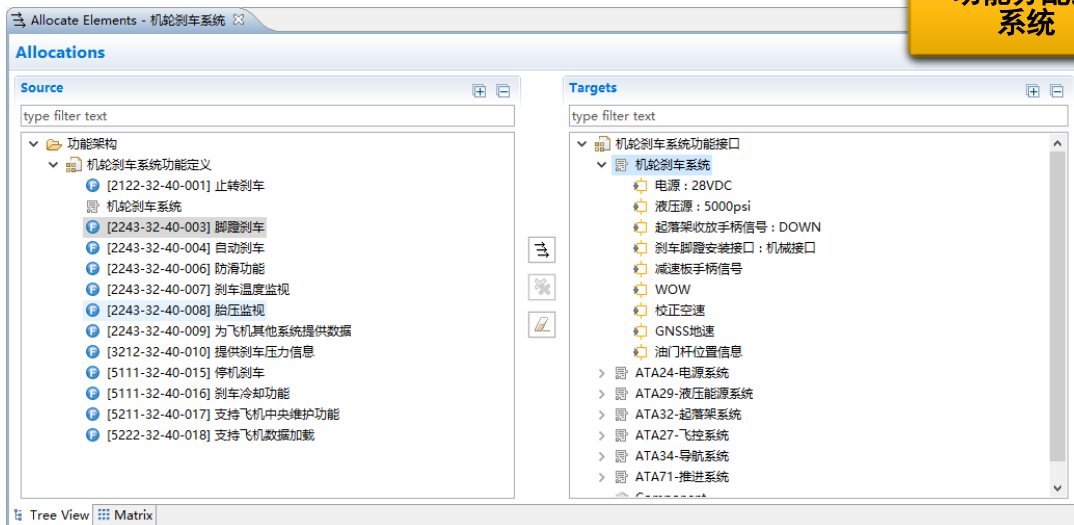 系统
Allocate Elements - 机轮刹车系统
Allocations
Source
type filter text
功能架构
机轮刹车系统功能定义
[2122-32-40-001] 止转刹车
机轮刹车系统
[2243-32-40-003] 脚蹬刹车
[2243-32-40-004] 自动刹车
[2243-32-40-006] 防滑功能
[2243-32-40-007] 刹车温度监视
[2243-32-40-008] 胎压监视
[2243-32-40-009] 为飞机其他系统提供数据
[3212-32-40-010] 提供刹车压力信息
[5111-32-40-015] 停机刹车
[5111-32-40-016] 刹车冷却功能
[5211-32-40-017] 支持飞机中央维护功能
[5222-32-40-018] 支持飞机数据加载
Targets
type filter text
机轮刹车系统功能接口
机轮刹车系统
电源 : 28VDC
液压源 : 5000psi
起落架收放手柄信号 : DOWN
刹车脚蹬安装接口 : 机械接口
减速板手柄信号
WOW
校正空速
GNSS地速
油门杆位置信息
ATA24-电源系统
ATA29-液压能源系统
ATA32-起落架系统
ATA27-飞控系统
ATA34-导航系统
ATA71-推进系统
Tree View
Matrix